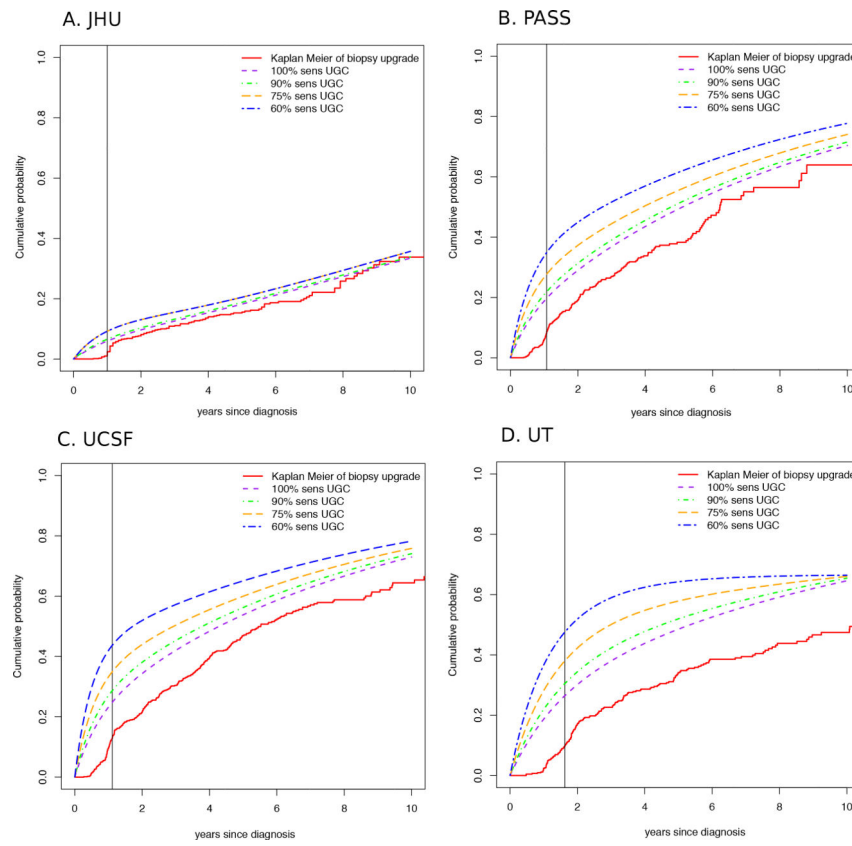 A. JHU
Kaplan Meier of biopsy upgrade
100% sens UGC
90% sens UGC
75% sens UGC
60% sens UGC
Cumulative probability
0.0 0.2 0.4 0.6 0.8 1.0
0 2 4 6 8 10
years since diagnosis
B. PASS
Kaplan Meier of biopsy upgrade
100% sens UGC
90% sens UGC
75% sens UGC
60% sens UGC
Cumulative probability
0.0 0.2 0.4 0.6 0.8 1.0
0 2 4 6 8 10
years since diagnosis
C. UCSF
Kaplan Meier of biopsy upgrade
100% sens UGC
90% sens UGC
75% sens UGC
60% sens UGC
Cumulative probability
0.0 0.2 0.4 0.6 0.8 1.0
0 2 4 6 8 10
years since diagnosis
D. UT
Kaplan Meier of biopsy upgrade
100% sens UGC
90% sens UGC
75% sens UGC
60% sens UGC
Cumulative probability
0.0 0.2 0.4 0.6 0.8 1.0
0 2 4 6 8 10
years since diagnosis